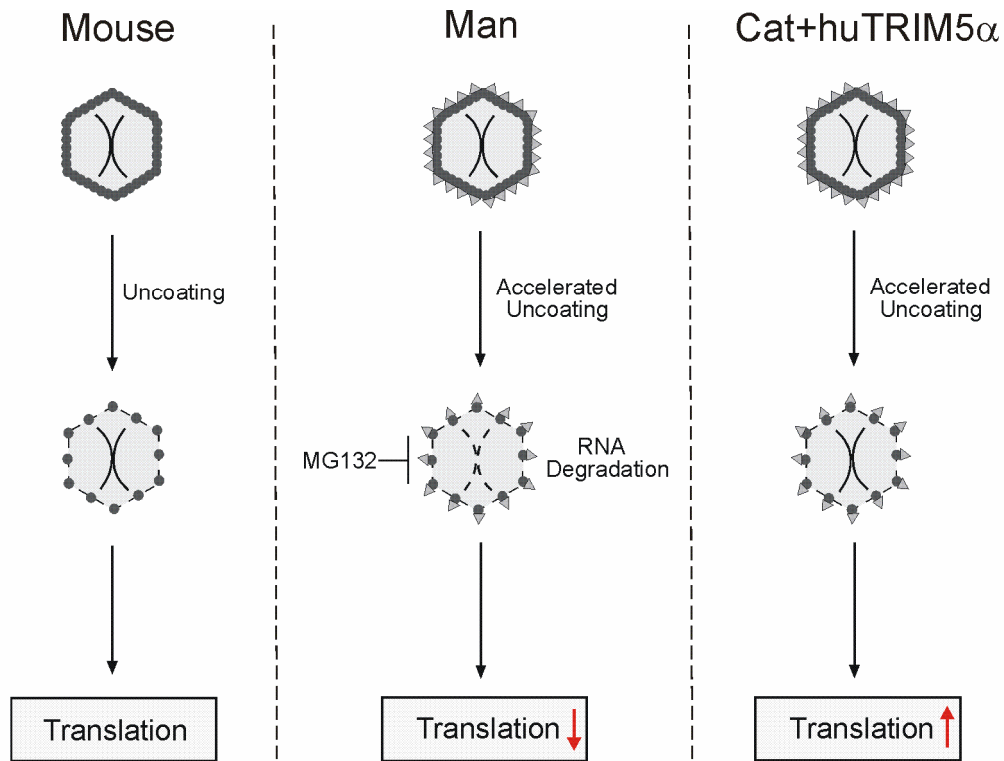 Mouse
Man
Cat+huTRIM5α
Uncoating
Accelerated
Uncoating
Accelerated
Uncoating
MG132
RNA
Degradation
Translation
Translation
Translation